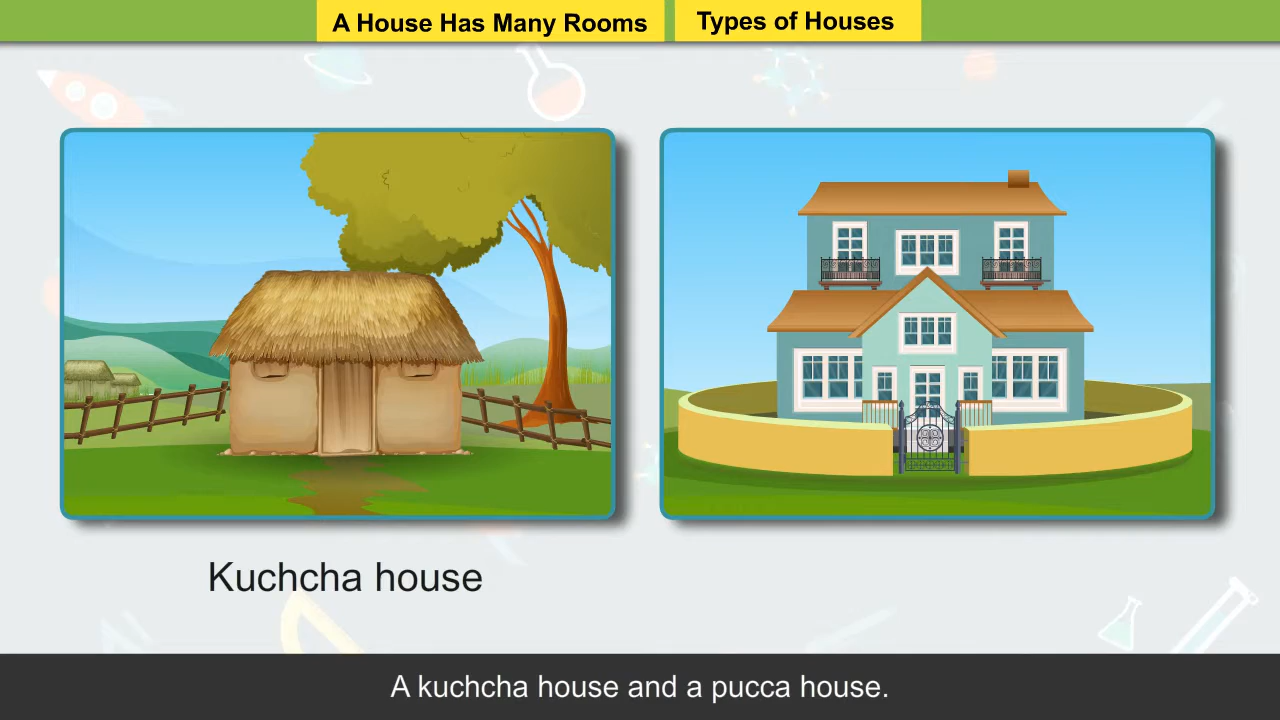 A House Has Many Rooms
Types of Houses
Kuchcha house
A kuchcha house and a pucca house.